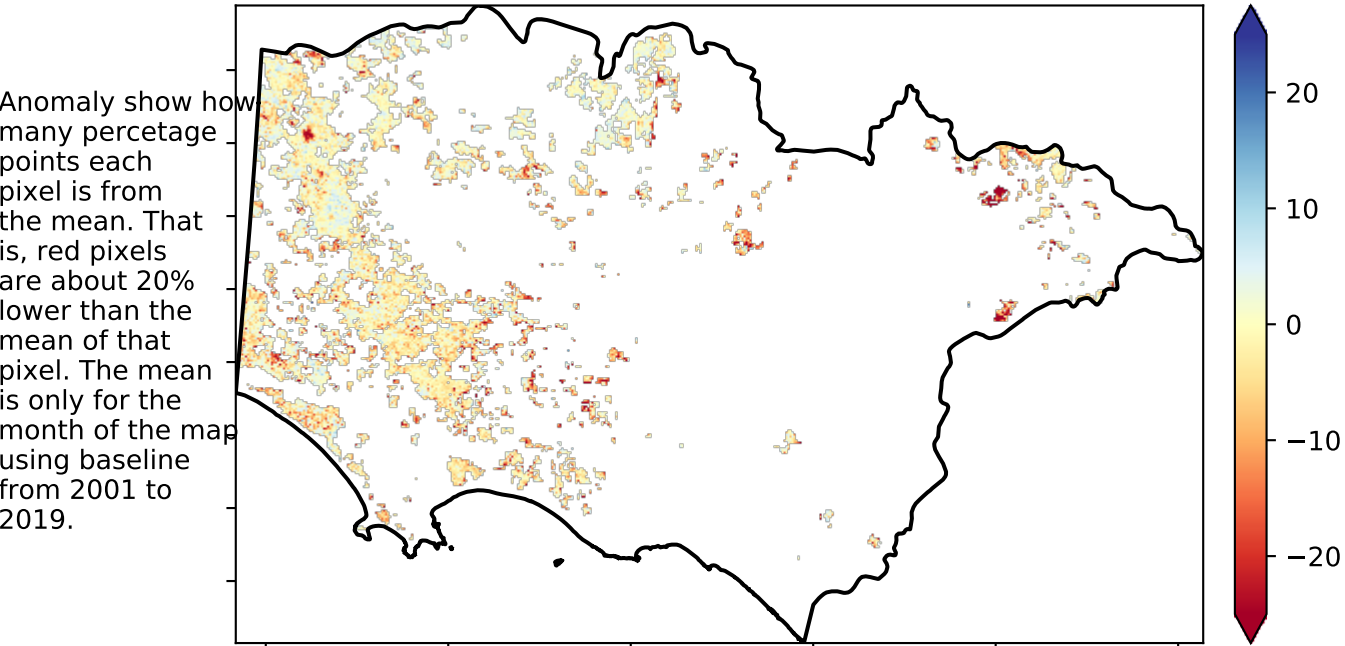 Anomaly show how
many percetage
points each
pixel is from
the mean. That
is, red pixels
are about 20%
lower than the
mean of that
pixel. The mean
is only for the
month of the map
using baseline
from 2001 to
2019.
20
10
0
−10
−20